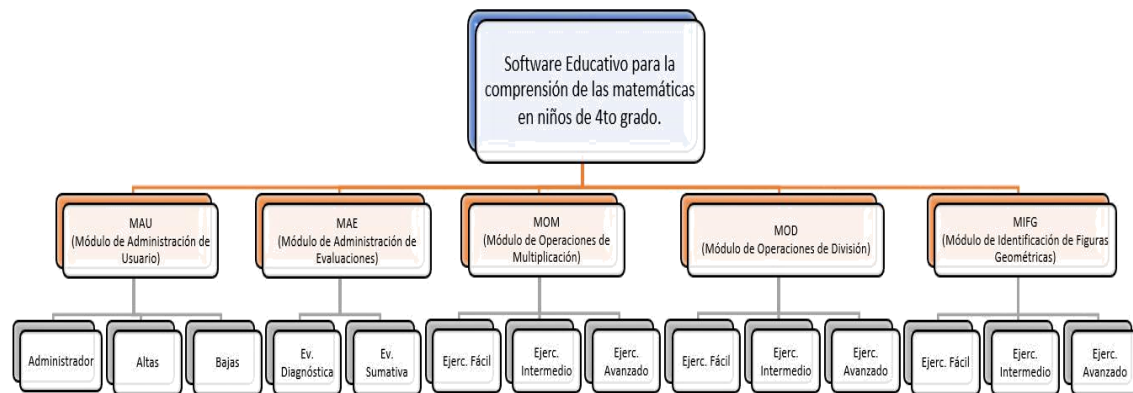 Software Educativo para la
comprensión de las matemáticas
en niños de 4to grado.
MAU
(Módulo de Administración de
Usuario)
MAE
(Módulo de Administración de
Evaluaciones)
MOM
(Módulo de Operaciones de
Multiplicación)
MOD
(Módulo de Operaciones de División)
MIFG
(Módulo de Identificación de Figuras
Geométricas)
Administrador
Altas
Bajas
Ev.
Diagnóstica
Ev.
Sumativa
Ejerc. Fácil
Ejerc.
Intermedio
Ejerc.
Avanzado
Ejerc. Fácil
Ejerc.
Intermedio
Ejerc.
Avanzado
Ejerc. Fácil
Ejerc.
Intermedio
Ejerc.
Avanzado